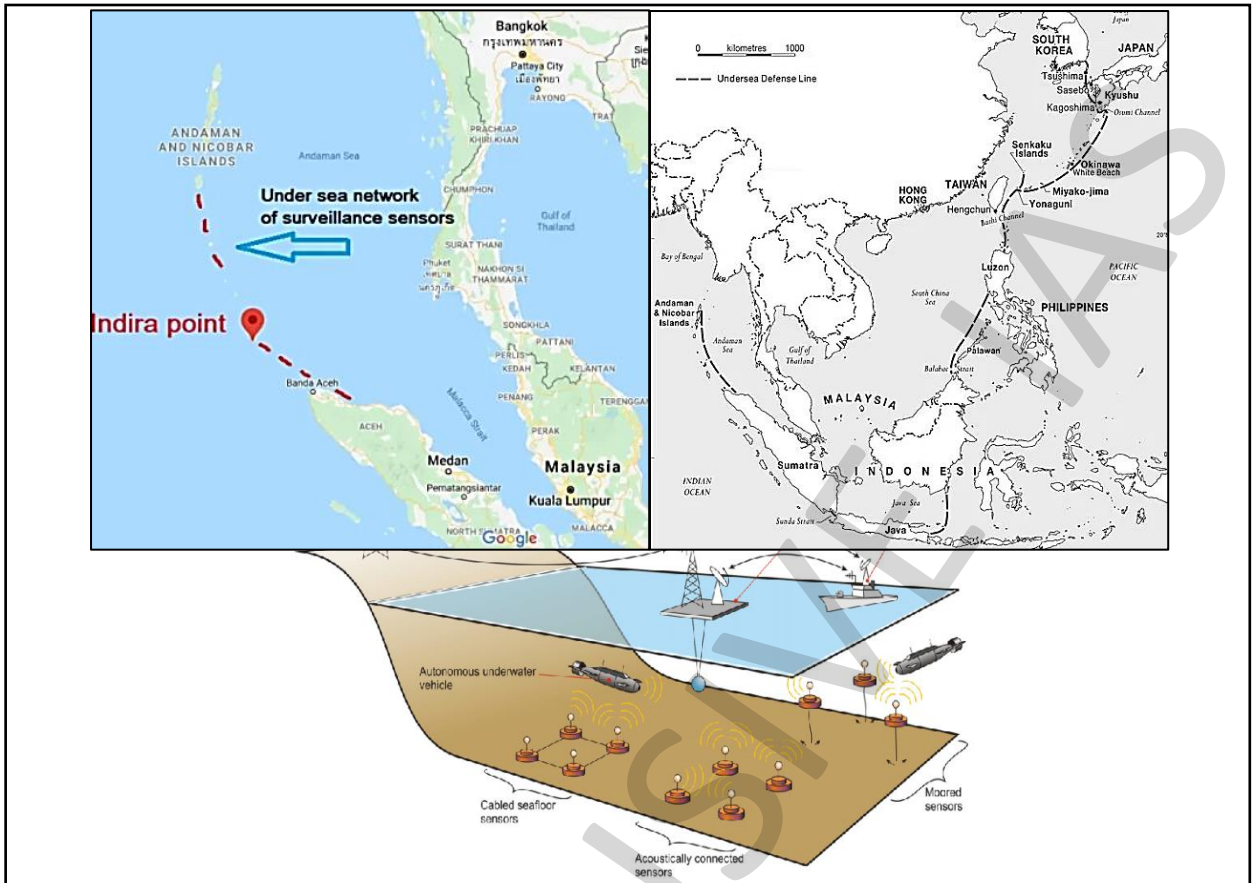 Bangkok
กรุงเทพมหานคร
Pattaya City
เมืองพัทยา
RAYONG
TRAT
ANDAMAN
AND NICOBAR
ISLANDS
Andaman Sea
PRACHUAP
KHIRI KHAN
CHUMPHON
Under sea network
of surveillance sensors
Gulf of
Thailand
SURAT THANI
Phuket
NAKHON SI
THAMMARAT
Indira point
SONGKHLA
PATTANI
PERLIS
KEDAH
KELANTAN
Banda Aceh
PENANG
TERENGGAN
ACEH
Malacca Strait
PERAK
Medan
Pematangsiantar
Malaysia
Kuala Lumpur
NORTH SUMATRA
Google
MALACCA
0 kilometres 1000
Undersea Defense Line
of Japan
SOUTH
KOREA
JAPAN
Tsushima
Sasebo
Kyushu
Kagoshima
Osumi Channel
Senkaku
Islands
Okinawa
White Beach
TAIWAN
Miyako-jima
HONG
KONG
Hengchun
Yonaguni
Bashi Channel
Bay of Bengal
Luzon
PACIFIC
OCEAN
South China
Sea
PHILIPPINES
Andaman
& Nicobar
Islands
Andaman
Sea
Gulf of
Thailand
Palawan
Balabac Strait
MALAYSIA
Sumatra
INDONESIA
INDIAN
OCEAN
Java Sea
Sunda Strait
Java
Autonomous underwater
vehicle
Cabled seafloor
sensors
Acoustically connected
sensors
Moored
sensors